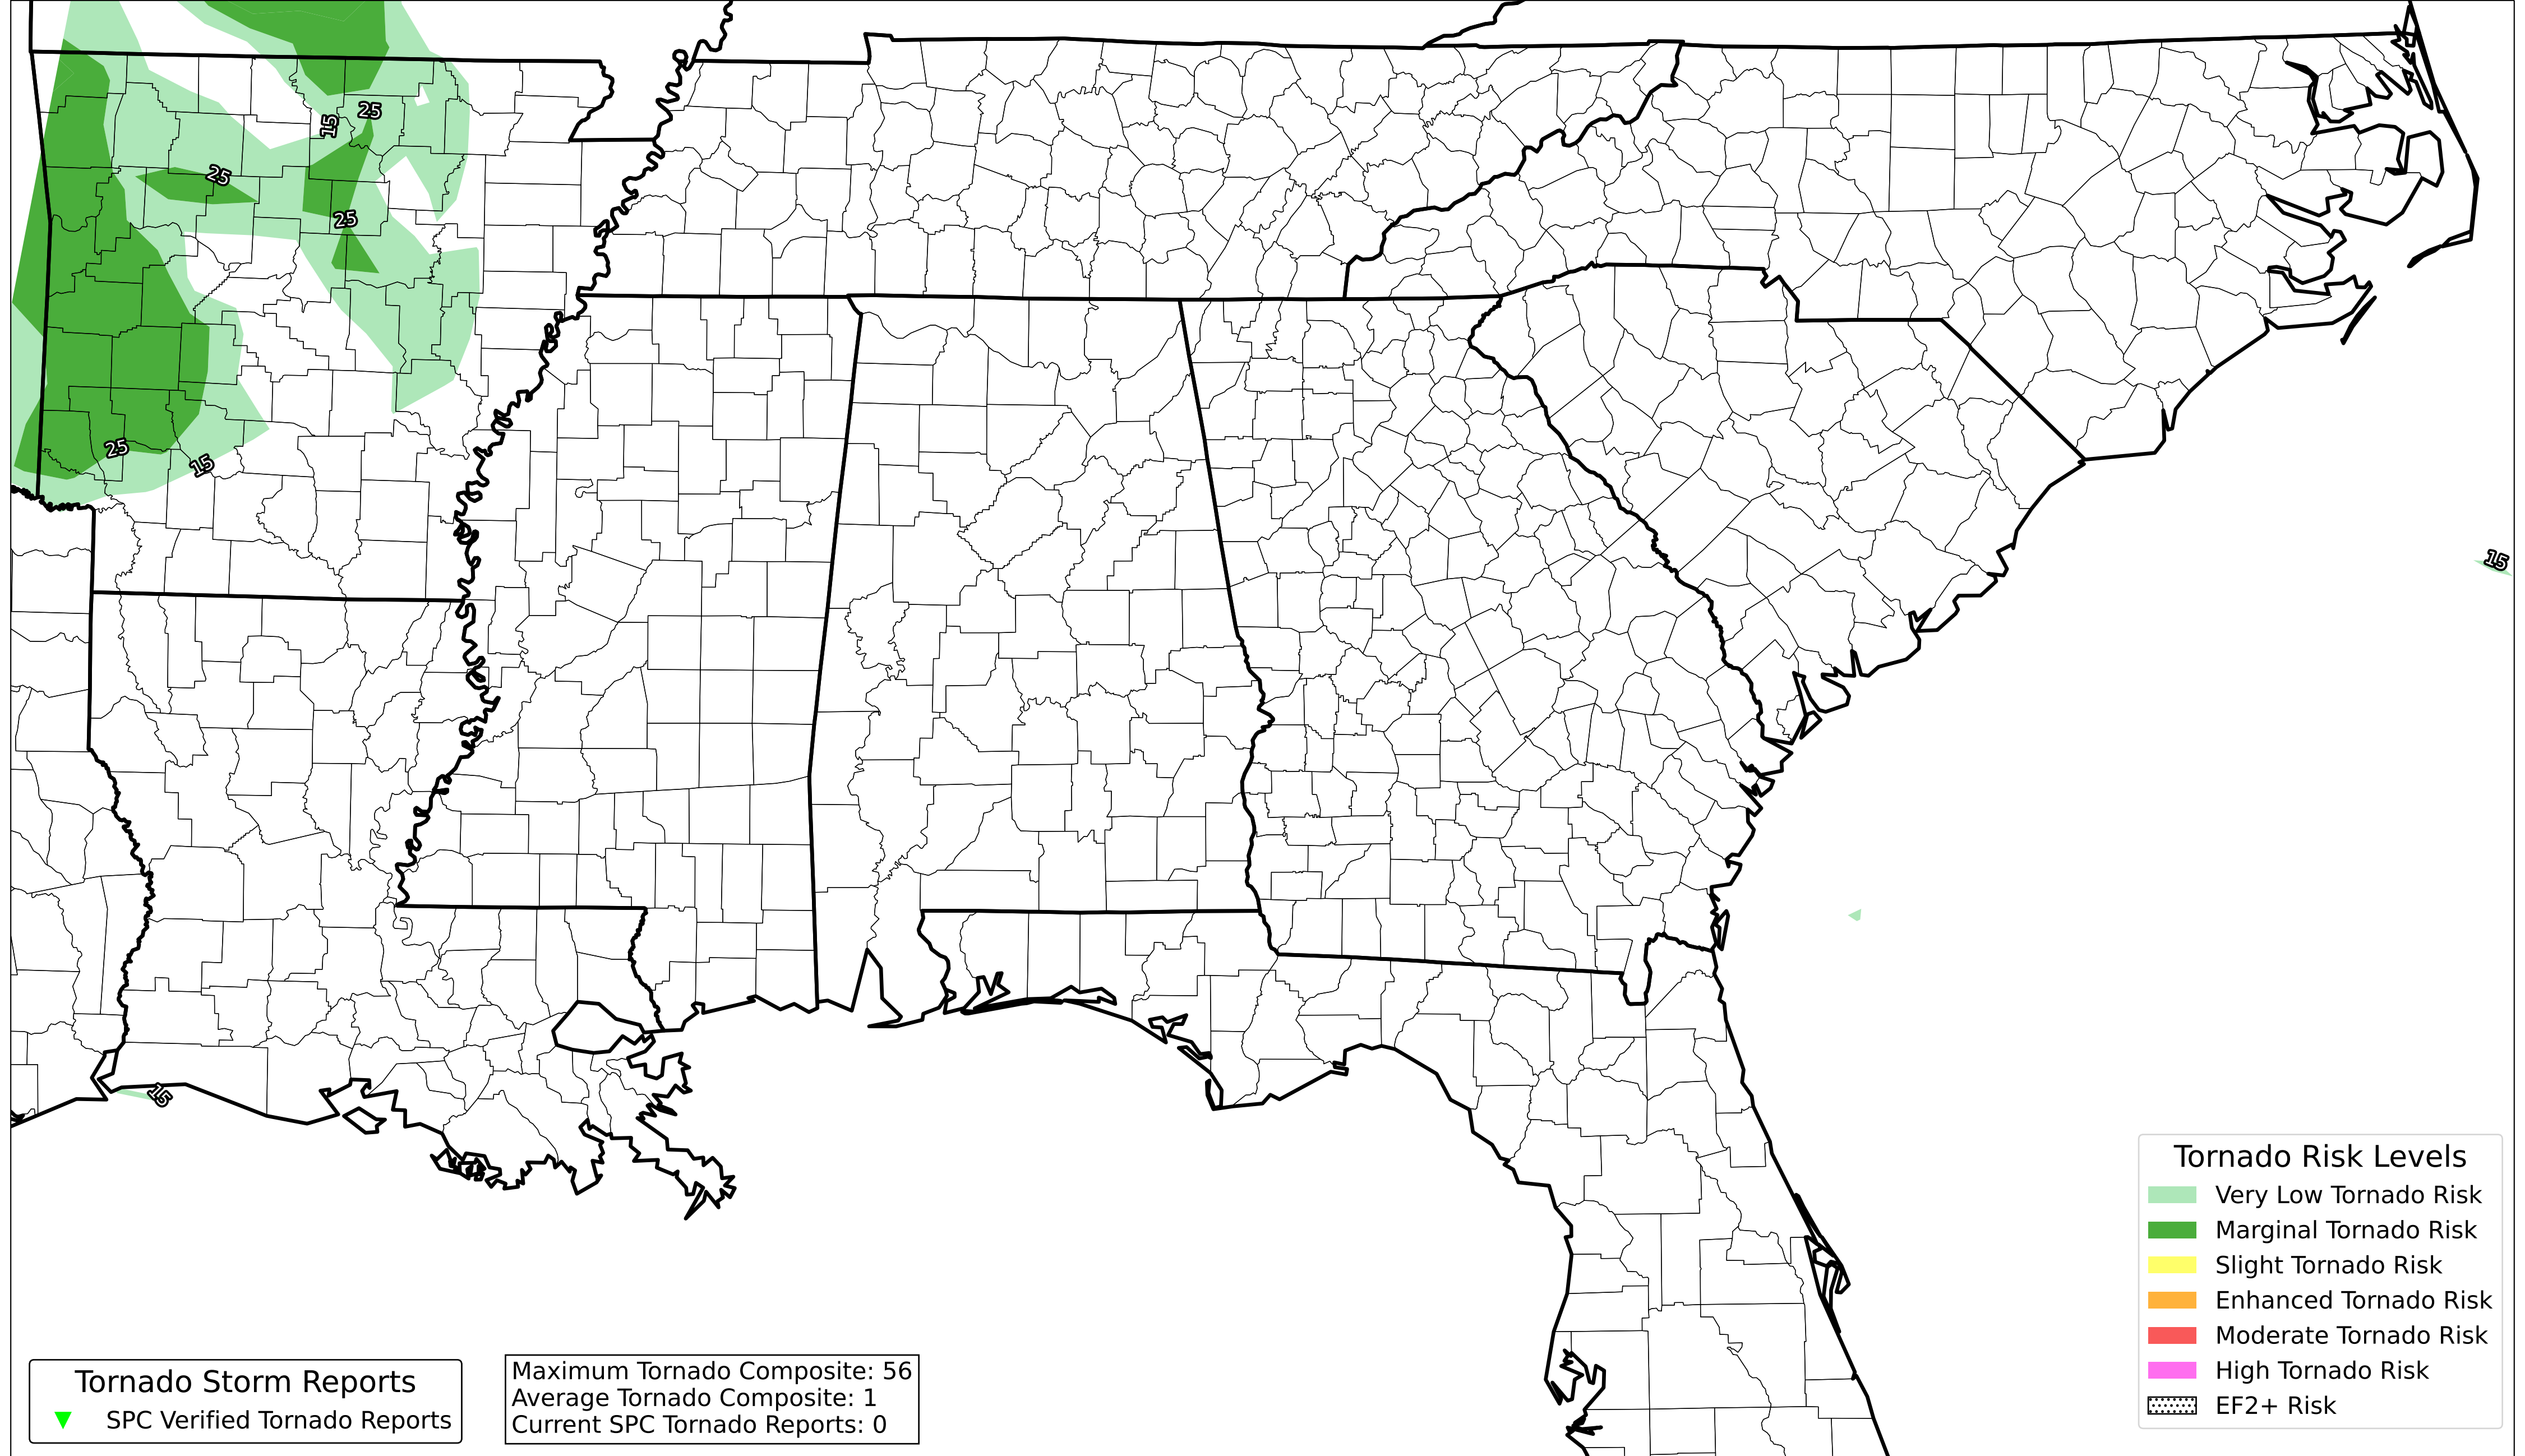 25
15
25
25
25
15
15
15
Tornado Risk Levels
Very Low Tornado Risk
Marginal Tornado Risk
Slight Tornado Risk
Enhanced Tornado Risk
Moderate Tornado Risk
High Tornado Risk
EF2+ Risk
Tornado Storm Reports
SPC Verified Tornado Reports
Maximum Tornado Composite: 56
Average Tornado Composite: 1
Current SPC Tornado Reports: 0